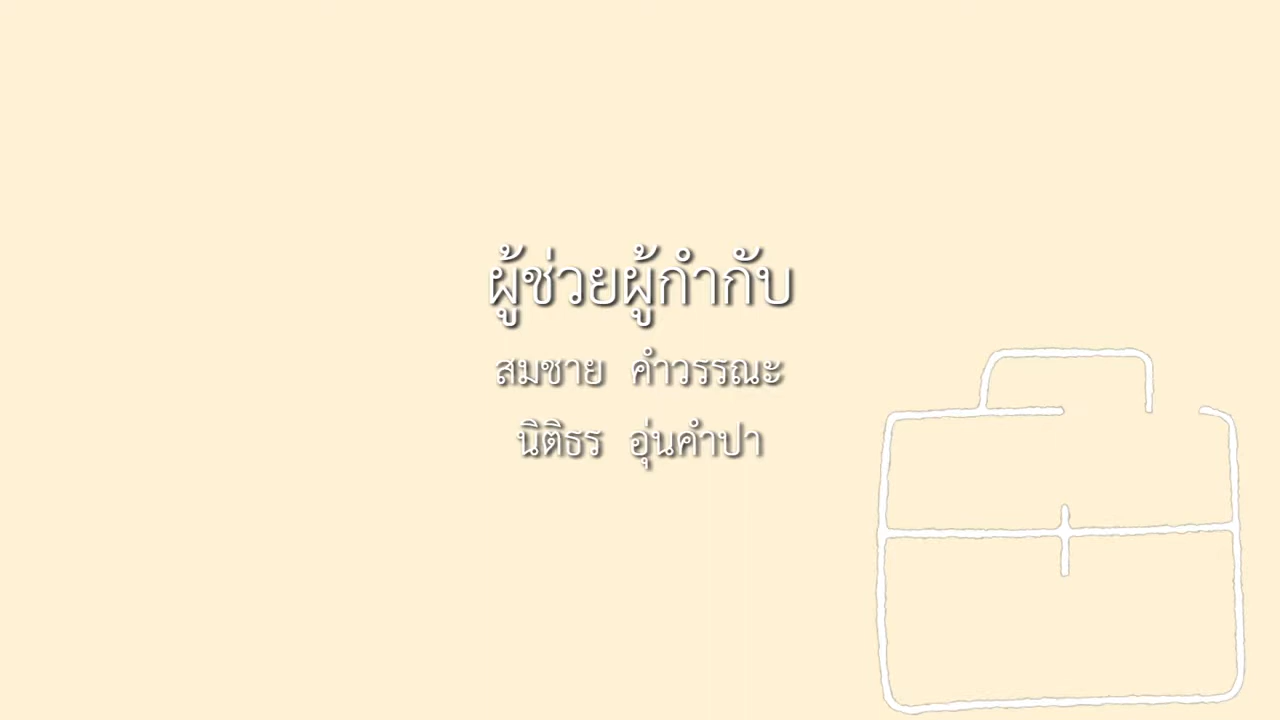 ผู้ช่วยผู้กำกับ
สมชาย คำวรรณะ
นิติธร อุ่นคำปา